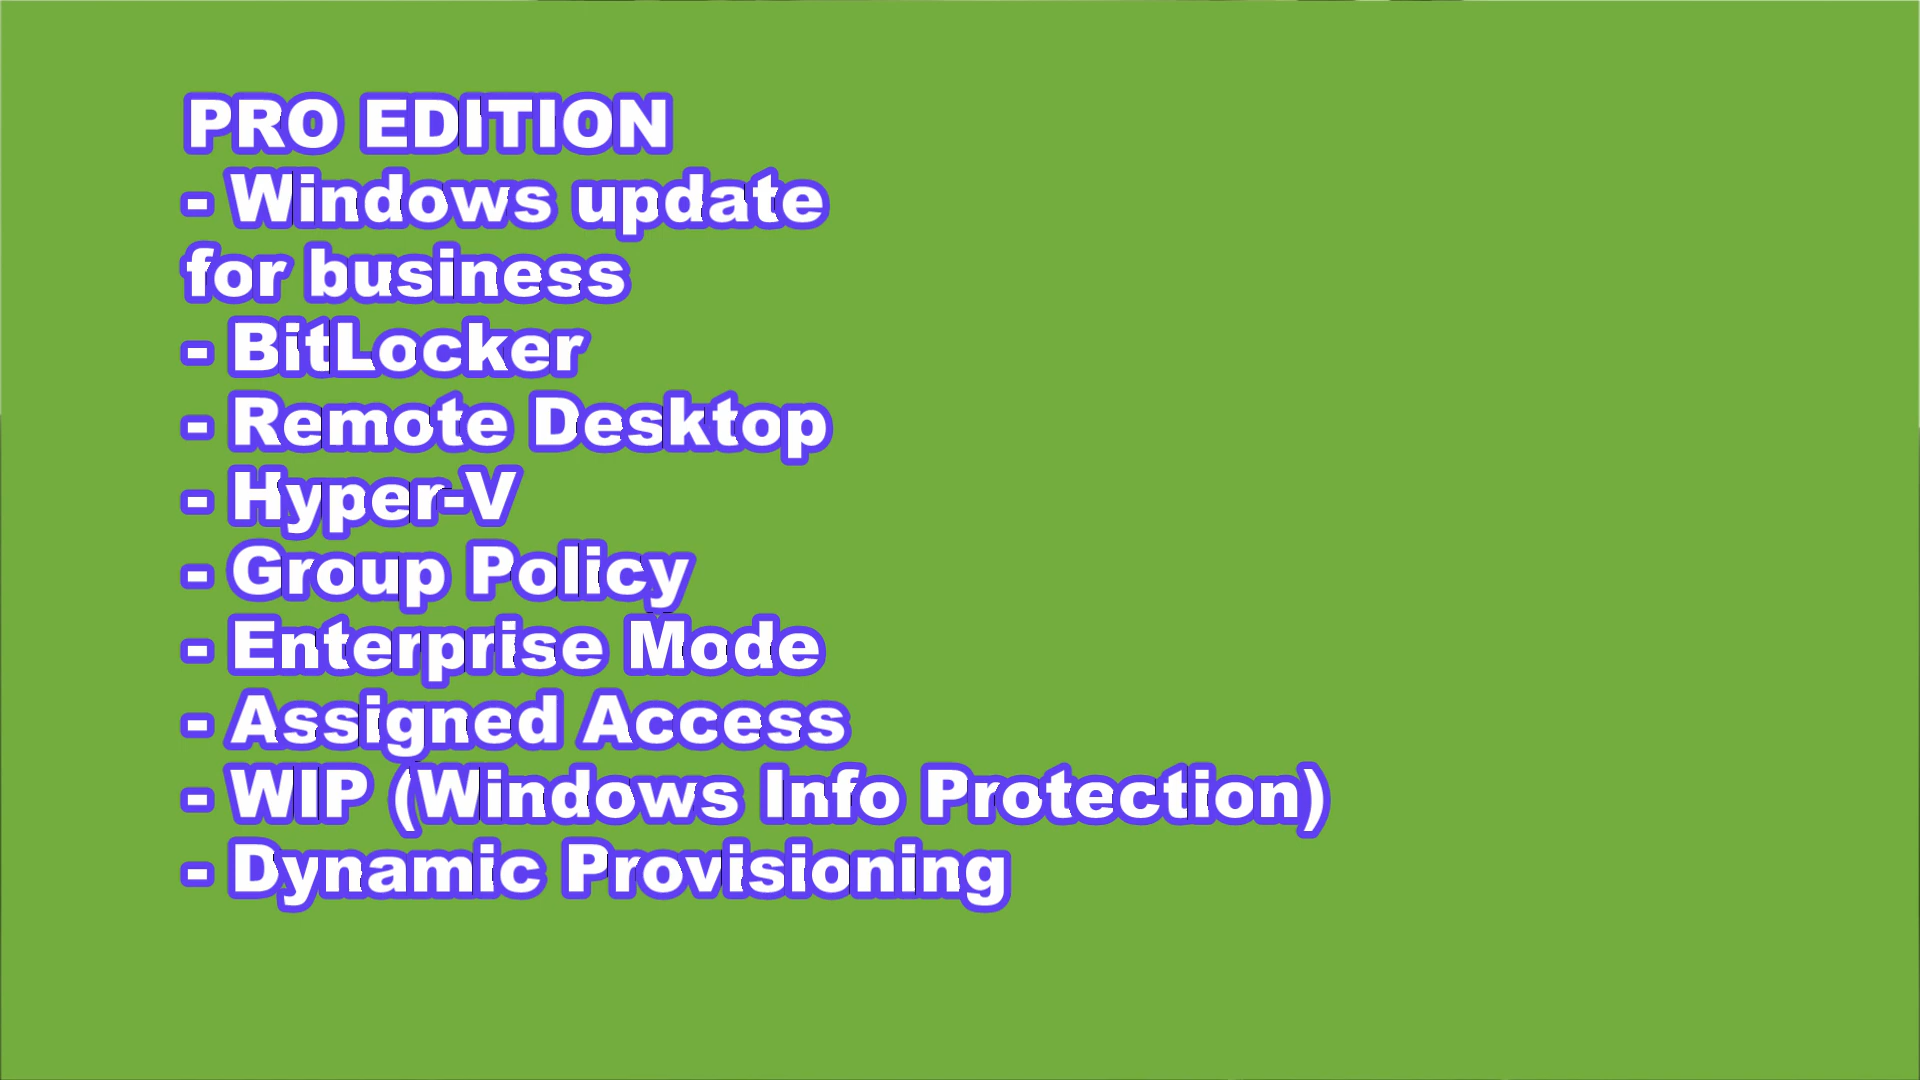 PRO EDITION
- Windows update
for business
- BitLocker
- Remote Desktop
- Hyper-V
- Group Policy
- Enterprise Mode
- Assigned Access
- WIP (Windows Info Protection)
- Dynamic Provisioning